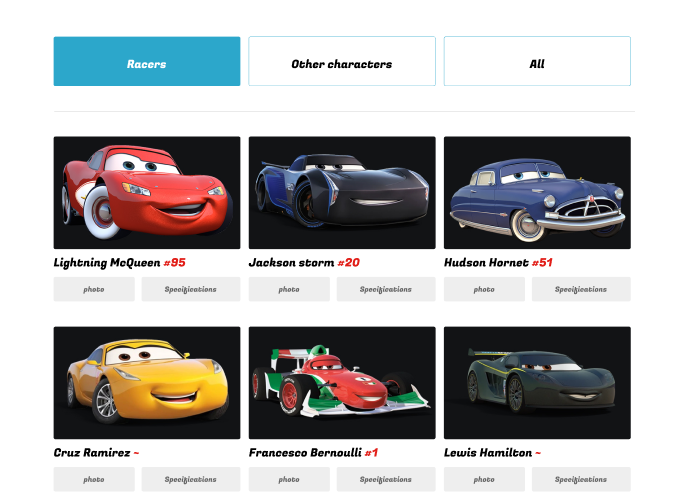 Racers Other characters All
Lightning McQueen #95 Jackson storm #20 Hudson Hornet #51
photo Specifications photo Specifications photo Specifications
Cruz Ramirez ~ Francesco Bernoulli #1 Lewis Hamilton ~
photo Specifications photo Specifications photo Specifications